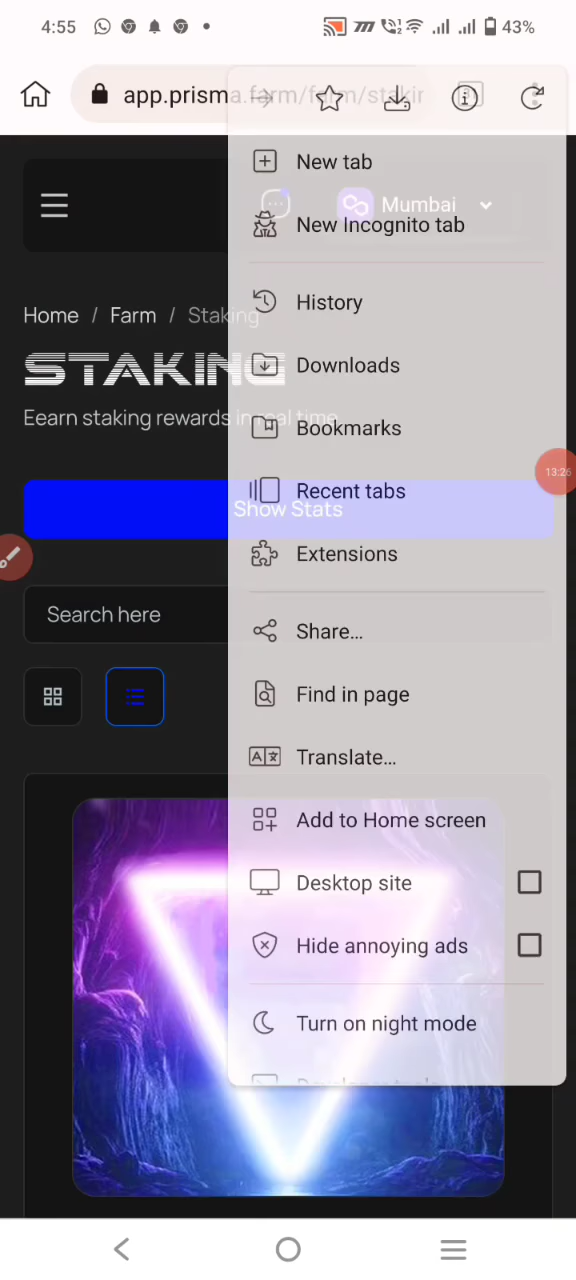 4:55
43%
app.prisma.farm/farm/stakir
New tab
Mumbai
New Incognito tab
History
Home / Farm / Staking
STAKING
Downloads
Eearn staking rewards in real time
Bookmarks
13:26
Recent tabs
Show Stats
Extensions
Search here
Share...
Find in page
Translate...
Add to Home screen
Desktop site
Hide annoying ads
Turn on night mode